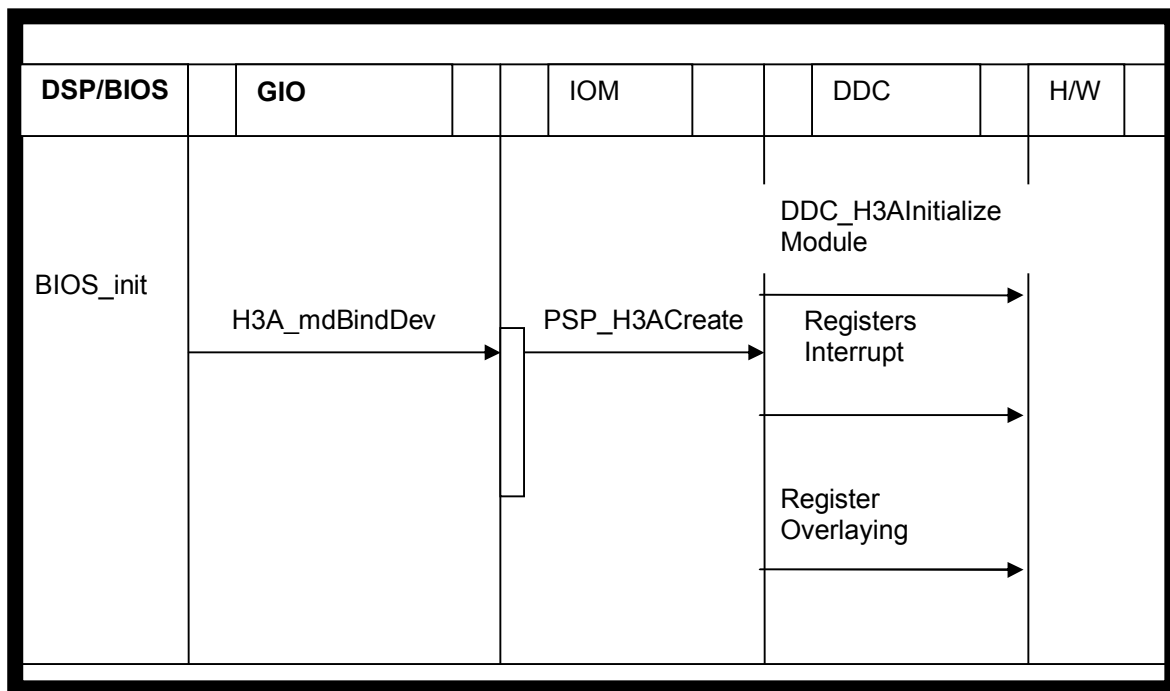 DSP/BIOS
GIO
IOM
DDC
H/W
DDC_H3AInitialize
Module
BIOS_init
H3A_mdBindDev
PSP_H3ACreate
Registers
Interrupt
Register
Overlaying